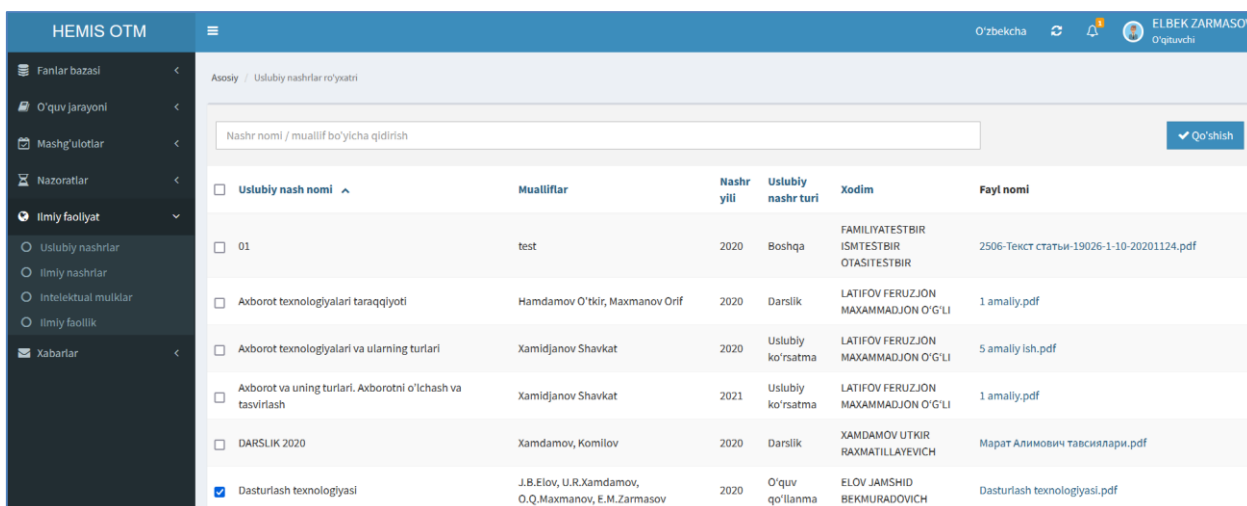 HEMIS OTM
O'zbekcha
1
ELBEK ZARMASO
O'qituvchi
Fanlar bazasi
O'quv jarayoni
Mashg'ulotlar
Nazoratlar
Ilmiy faoliyat
Uslubiy nashrlar
Ilmiy nashrlar
Intelektual mulklar
Ilmiy faollik
Xabarlar
Asosiy / Uslubiy nashrlar ro'yxatri
Nashr nomi / muallif bo'yicha qidirish
Qo'shish
Uslubiy nash nomi Mualliflar Nashr yili Uslubiy nashr turi Xodim Fayl nomi
01 test 2020 Boshqa FAMILIYATESTBIR ISMTESTBIR OTASITESTBIR 2506-Текст статьи-19026-1-10-20201124.pdf
Axborot texnologiyalari taraqqiyoti Hamdamov O'tkir, Maxmanov Orif 2020 Darslik LATIFOV FERUZJON MAXAMMADJON O'G'LI 1 amaliy.pdf
Axborot texnologiyalari va ularning turlari Xamidjanov Shavkat 2020 Uslubiy ko'rsatma LATIFOV FERUZJON MAXAMMADJON O'G'LI 5 amaliy ish.pdf
Axborot va uning turlari. Axborotni o'lchash va tasvirlash Xamidjanov Shavkat 2021 Uslubiy ko'rsatma LATIFOV FERUZJON MAXAMMADJON O'G'LI 1 amaliy.pdf
DARSLIK 2020 Xamdamov, Komilov 2020 Darslik XAMDAMOV UTKIR RAXMATILLAYEVICH Марат Алимович тавсиялари.pdf
Dasturlash texnologiyasi J.B.Elov, U.R.Xamdamov, O.Q.Maxmanov, E.M.Zarmasov 2020 O'quv qo'llanma ELOV JAMSHID BEKMURADOVICH Dasturlash texnologiyasi.pdf